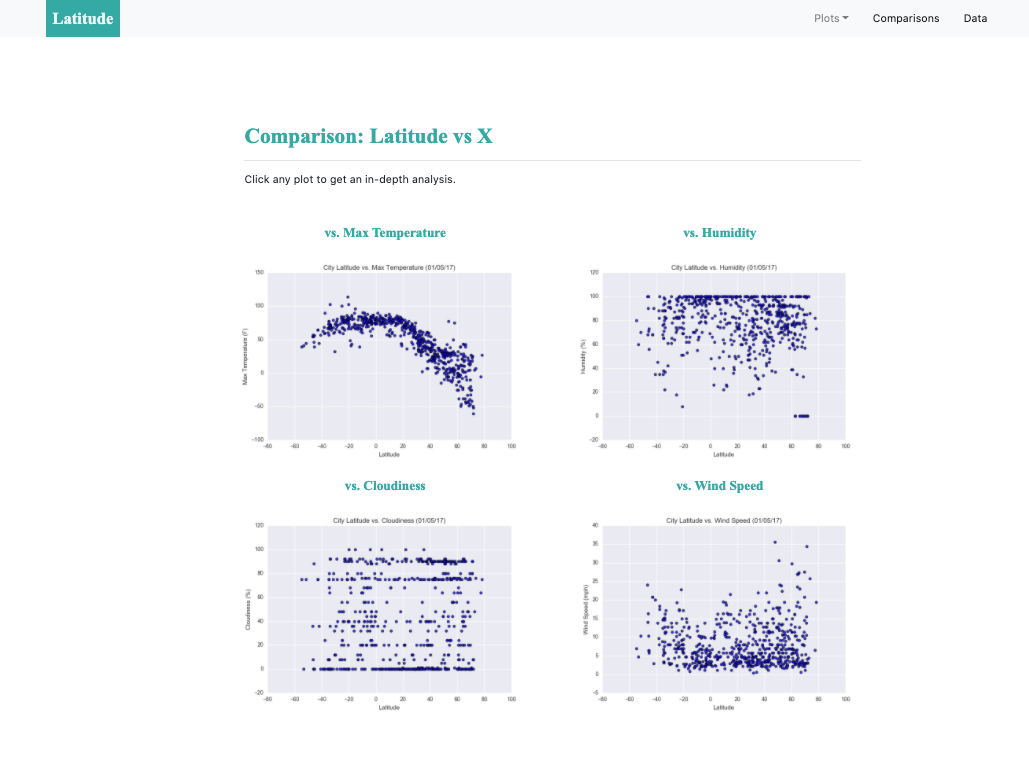 Latitude
Plots Comparisons Data
Comparison: Latitude vs X
Click any plot to get an in-depth analysis.
vs. Max Temperature
City Latitude vs. Max Temperature (01/05/17)
Max Temperature (F)
150
100
50
0
−50
−100
−80 −60 −40 −20 0 20 40 60 80 100
Latitude
vs. Humidity
City Latitude vs. Humidity (01/05/17)
Humidity (%)
120
100
80
60
40
20
0
−20
−80 −60 −40 −20 0 20 40 60 80 100
Latitude
vs. Cloudiness
City Latitude vs. Cloudiness (01/05/17)
Cloudiness (%)
120
100
80
60
40
20
0
−20
−80 −60 −40 −20 0 20 40 60 80 100
Latitude
vs. Wind Speed
City Latitude vs. Wind Speed (01/05/17)
Wind Speed (mph)
40
35
30
25
20
15
10
5
0
−5
−80 −60 −40 −20 0 20 40 60 80 100
Latitude